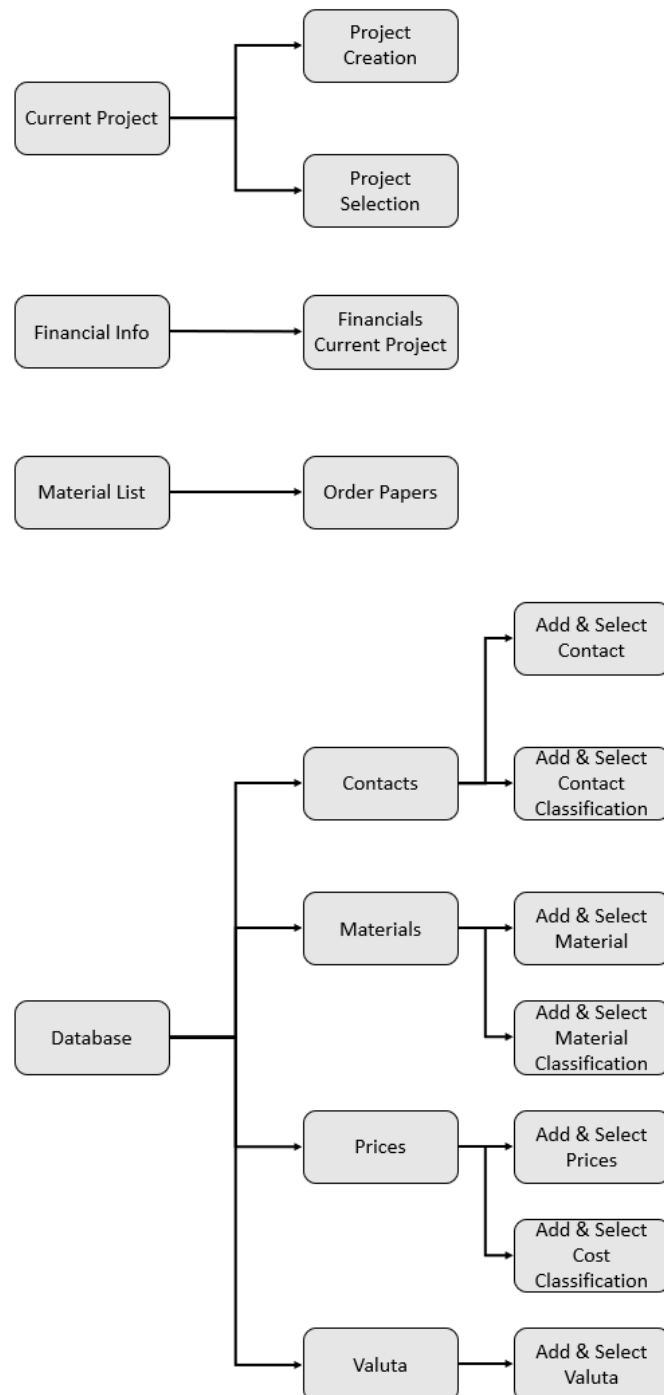 Project
Creation
Current Project
Project
Selection
Financial Info
Financials
Current Project
Material List
Order Papers
Add & Select
Contact
Contacts
Add & Select
Contact
Classification
Materials
Add & Select
Material
Add & Select
Material
Classification
Database
Prices
Add & Select
Prices
Add & Select
Cost
Classification
Valuta
Add & Select
Valuta